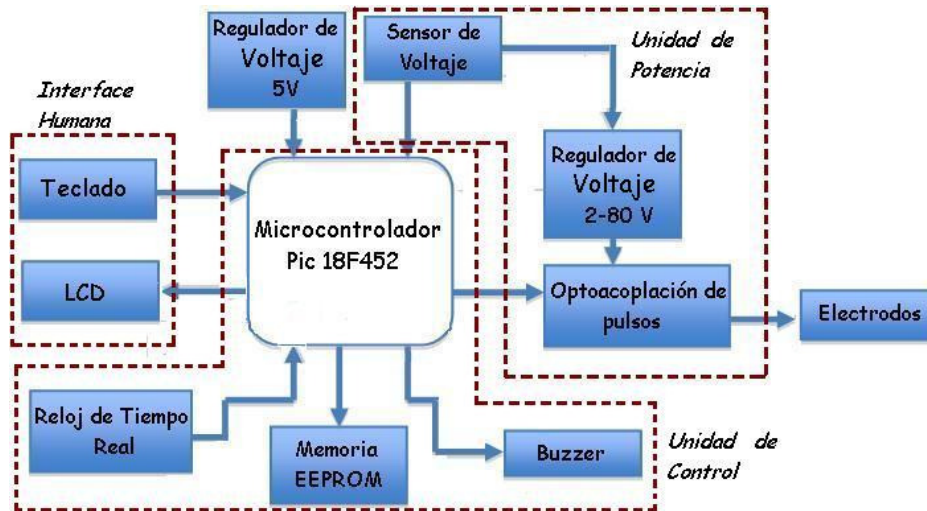 Regulador de
Voltaje
5V
Sensor de
Voltaje
Unidad de
Potencia
Interface
Humana
Teclado
Regulador de
Voltaje
2-80 V
Microcontrolador
Pic 18F452
LCD
Optoacoplación de
pulsos
Electrodos
Reloj de Tiempo
Real
Memoria
EEPROM
Buzzer
Unidad de
Control